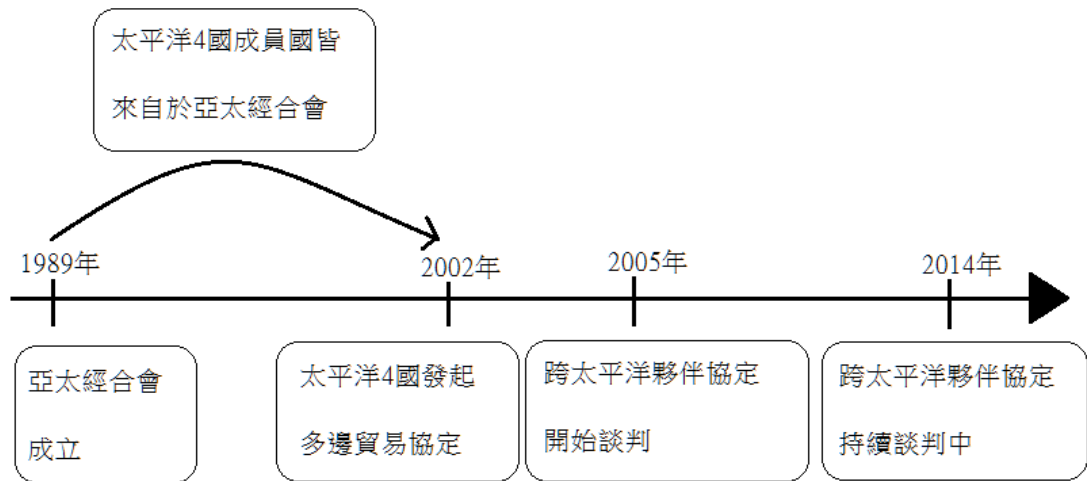 太平洋4國成員國皆
來自於亞太經合會
1989年
2002年
2005年
2014年
亞太經合會
成立
太平洋4國發起
多邊貿易協定
跨太平洋夥伴協定
開始談判
跨太平洋夥伴協定
持續談判中